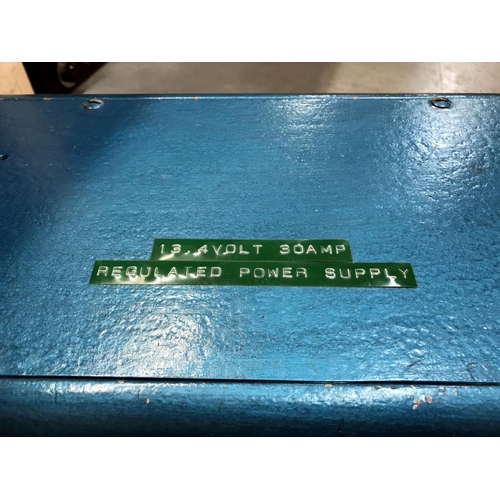 13.4VOLT 30AMP
REGULATED POWER SUPPLY